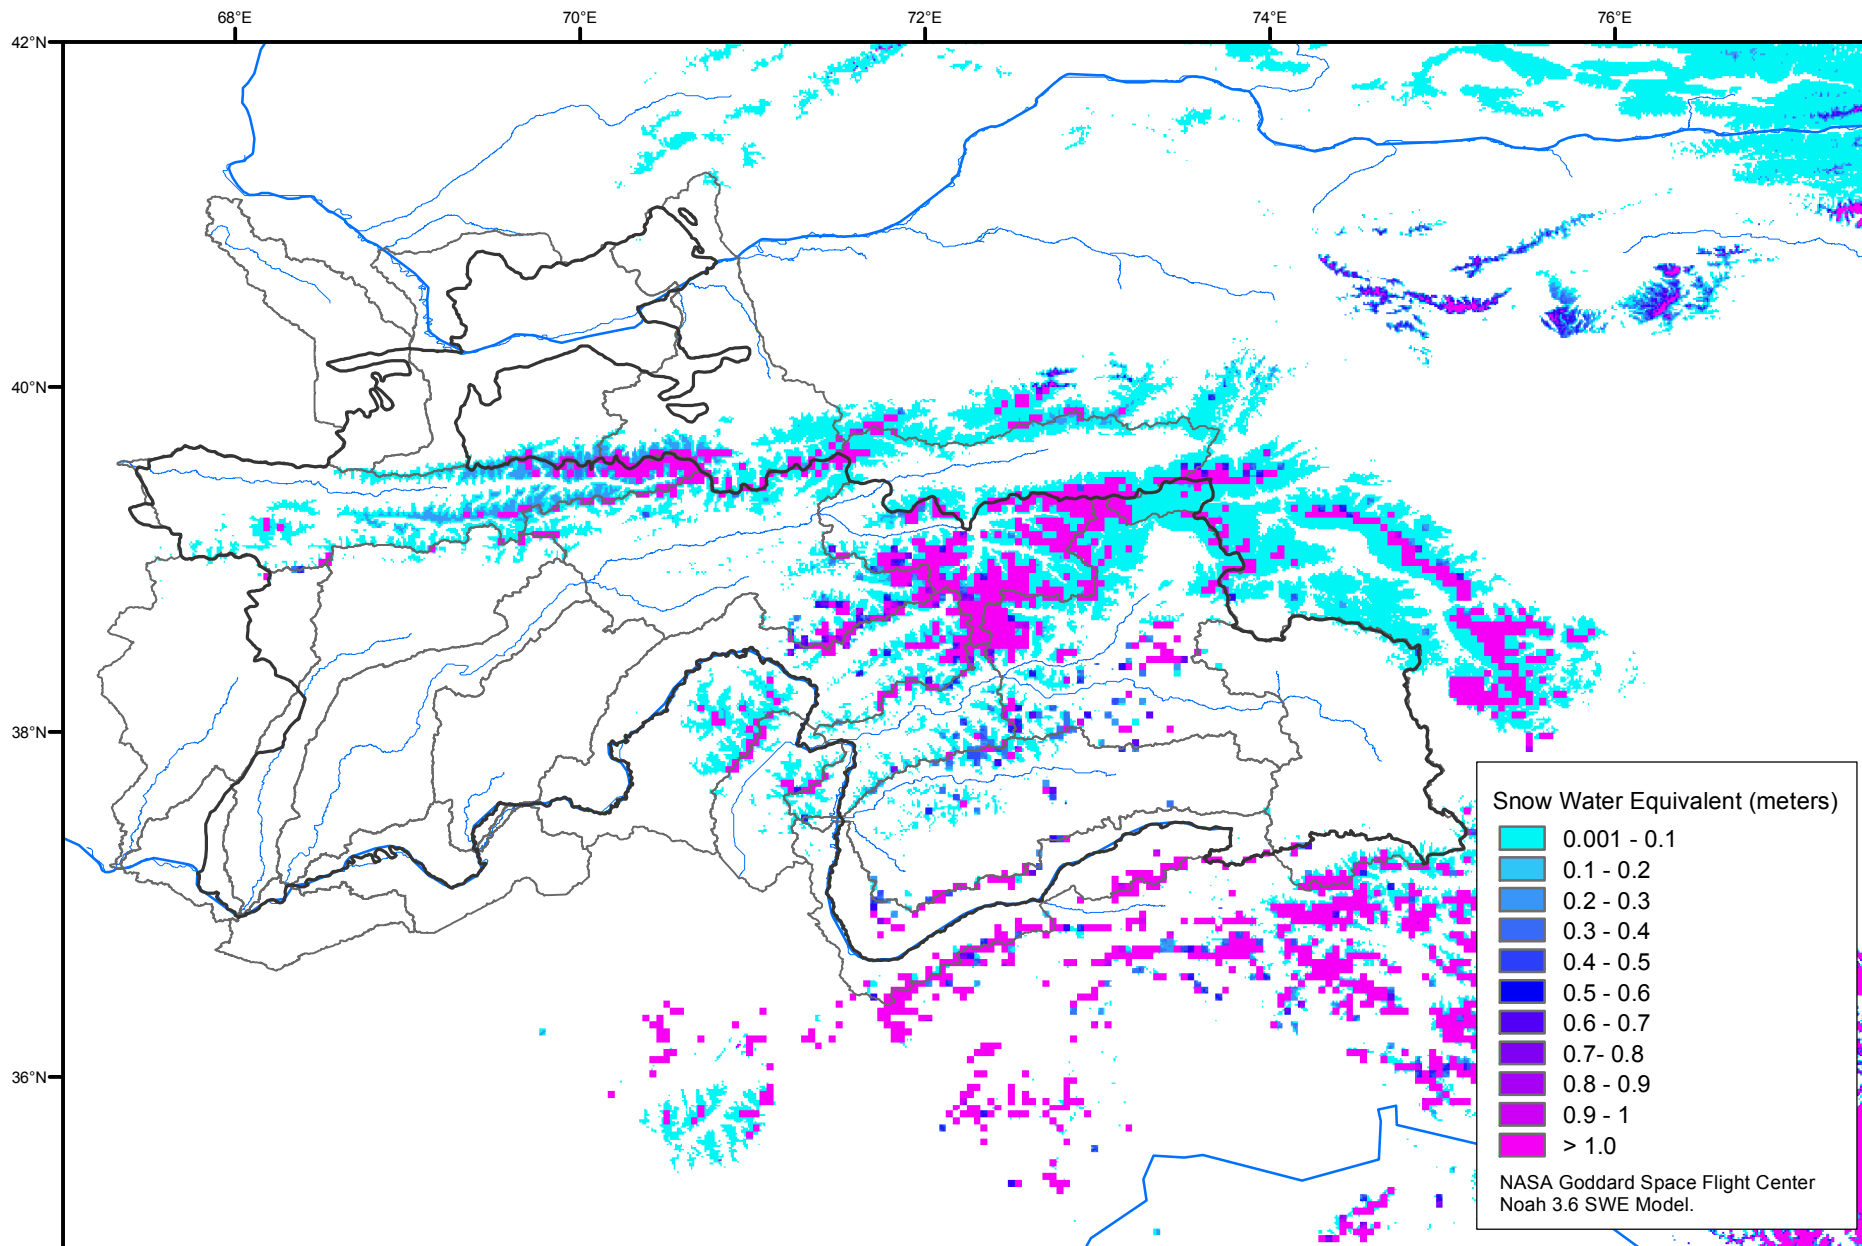 68°E 70°E 72°E 74°E 76°E
42°N
40°N
38°N
36°N
Snow Water Equivalent (meters)
0.001 - 0.1
0.1 - 0.2
0.2 - 0.3
0.3 - 0.4
0.4 - 0.5
0.5 - 0.6
0.6 - 0.7
0.7- 0.8
0.8 - 0.9
0.9 - 1
> 1.0
NASA Goddard Space Flight Center
Noah 3.6 SWE Model.